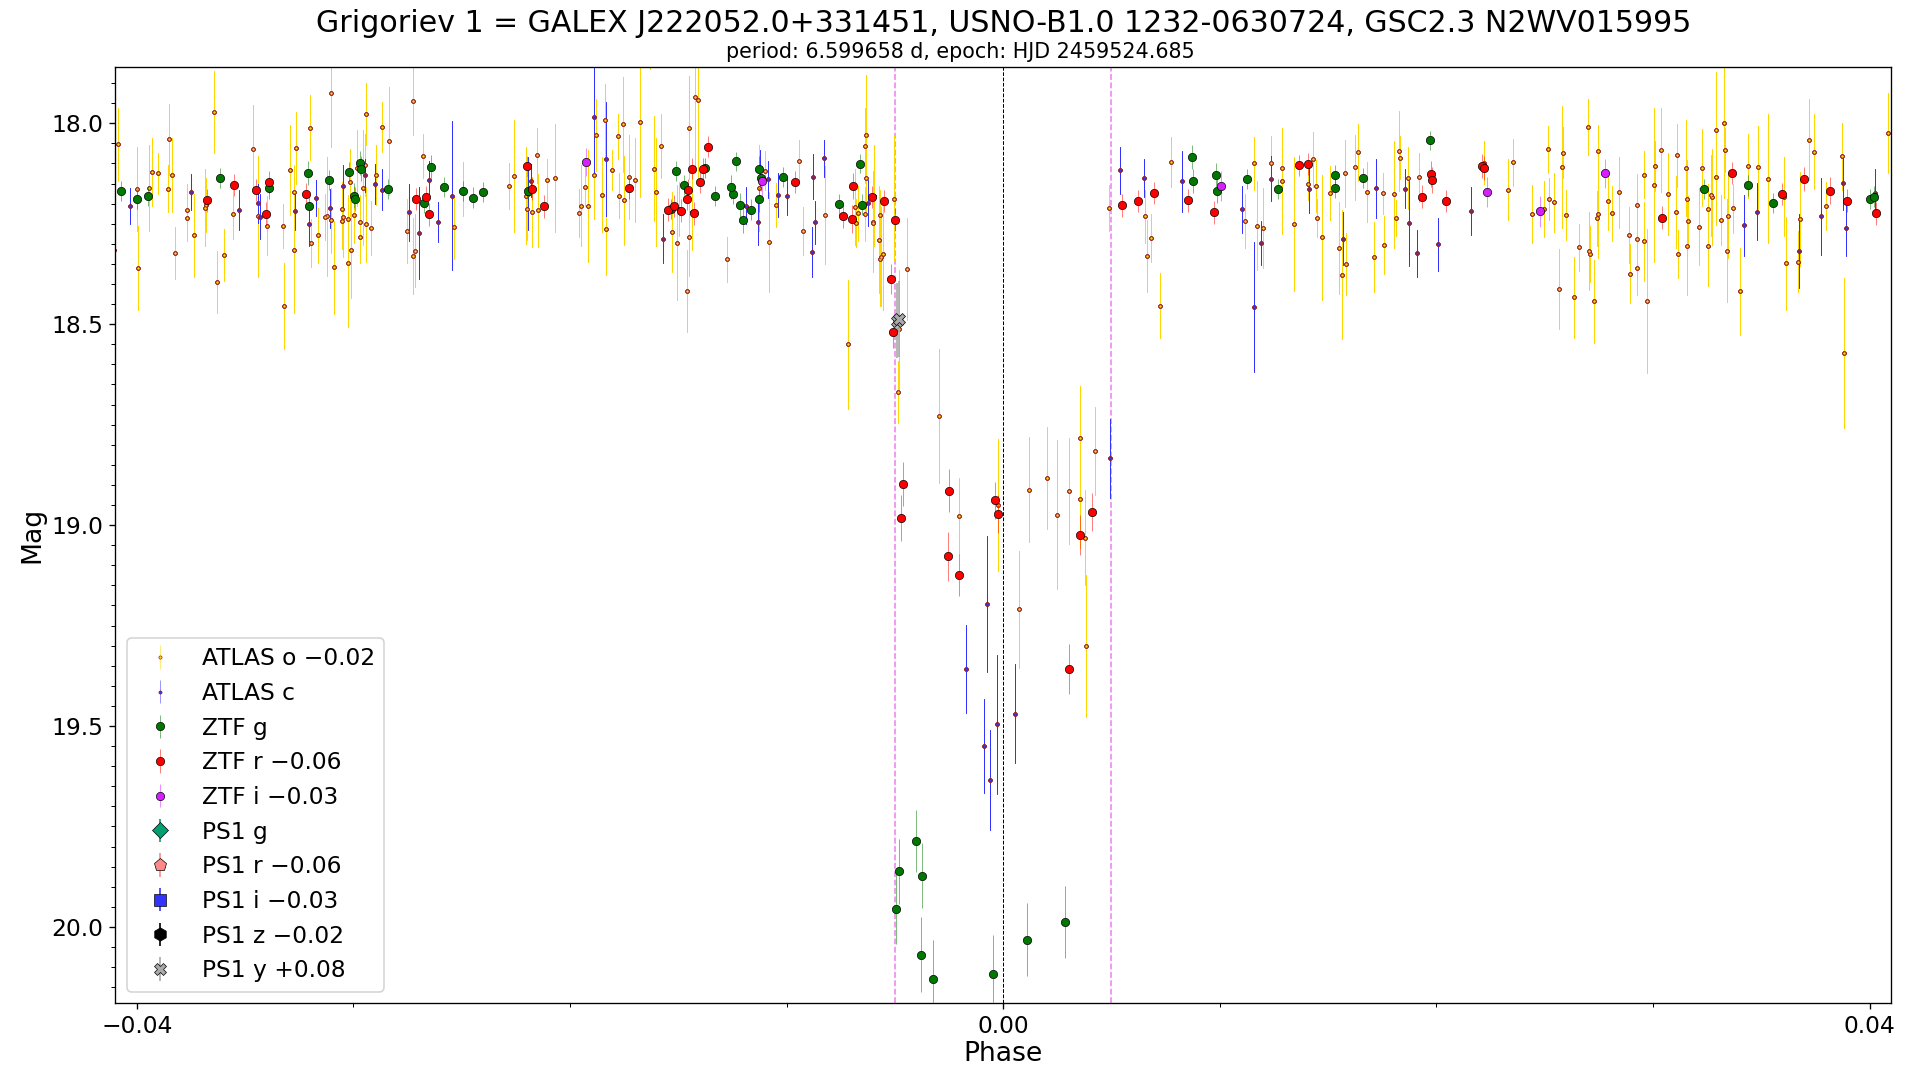 Grigoriev 1 = GALEX J222052.0+331451, USNO-B1.0 1232-0630724, GSC2.3 N2WV015995
period: 6.599658 d, epoch: HJD 2459524.685
Mag
18.0
18.5
19.0
19.5
20.0
ATLAS o −0.02
ATLAS c
ZTF g
ZTF r −0.06
ZTF i −0.03
PS1 g
PS1 r −0.06
PS1 i −0.03
PS1 z −0.02
PS1 y +0.08
−0.04 0.00 0.04
Phase